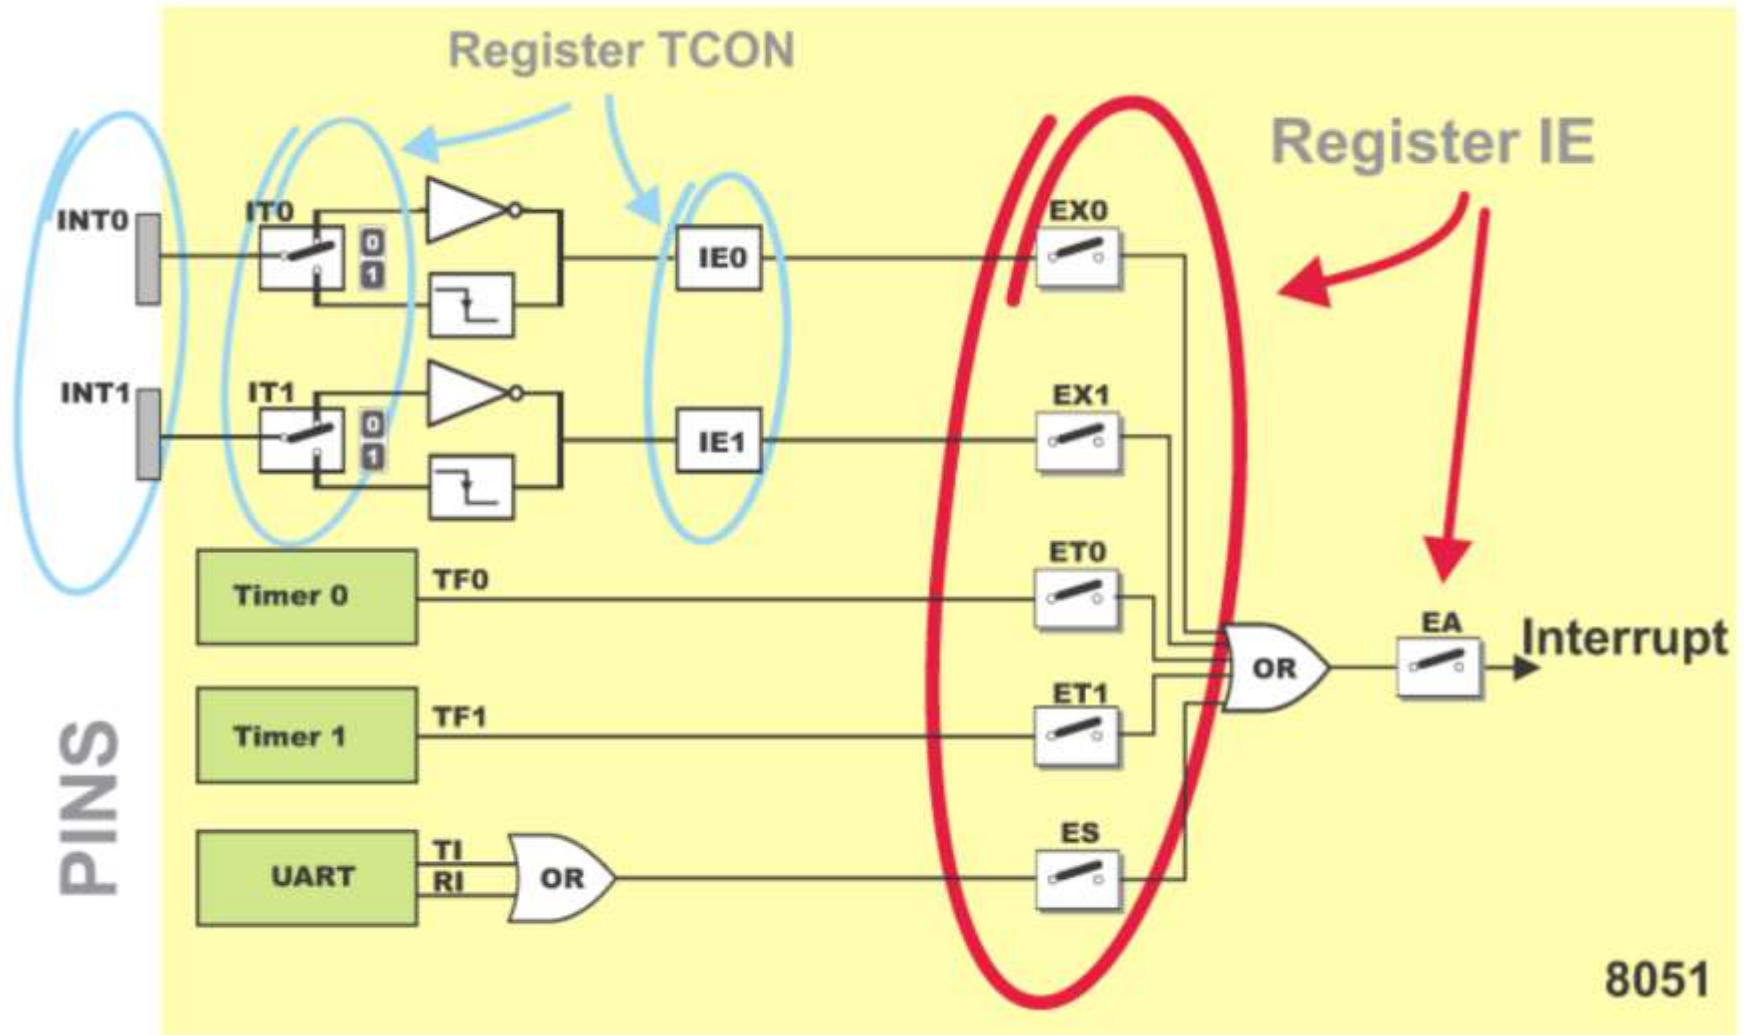 Register TCON
Register IE
INT0
IT0
0
1
IE0
EX0
INT1
IT1
0
1
IE1
EX1
Timer 0
TF0
ET0
EA
Interrupt
OR
Timer 1
TF1
ET1
PINS
UART
TI
RI
OR
ES
8051